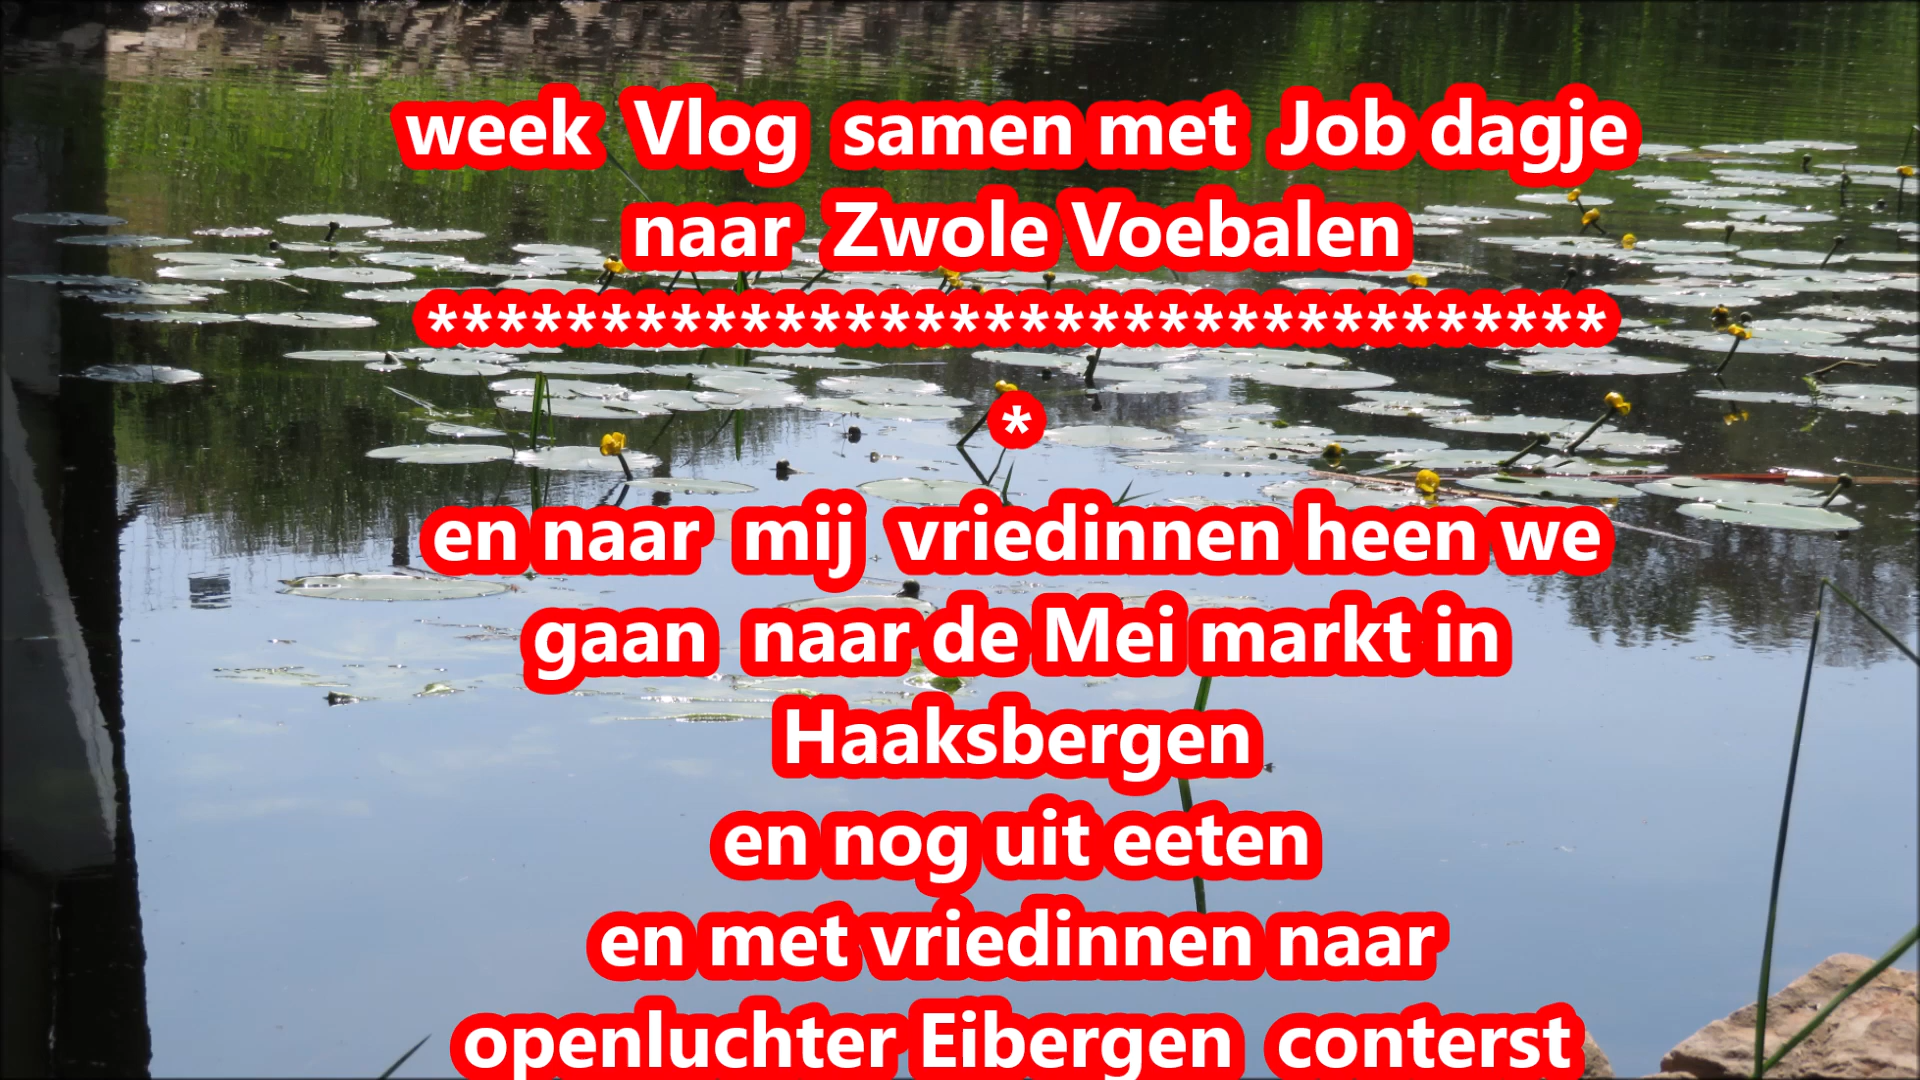 week Vlog samen met Job dagje
naar Zwole Voebalen
**********************************
*
en naar mij vriedinnen heen we
gaan naar de Mei markt in
Haaksbergen
en nog uit eeten
en met vriedinnen naar
openluchter Eibergen conterst